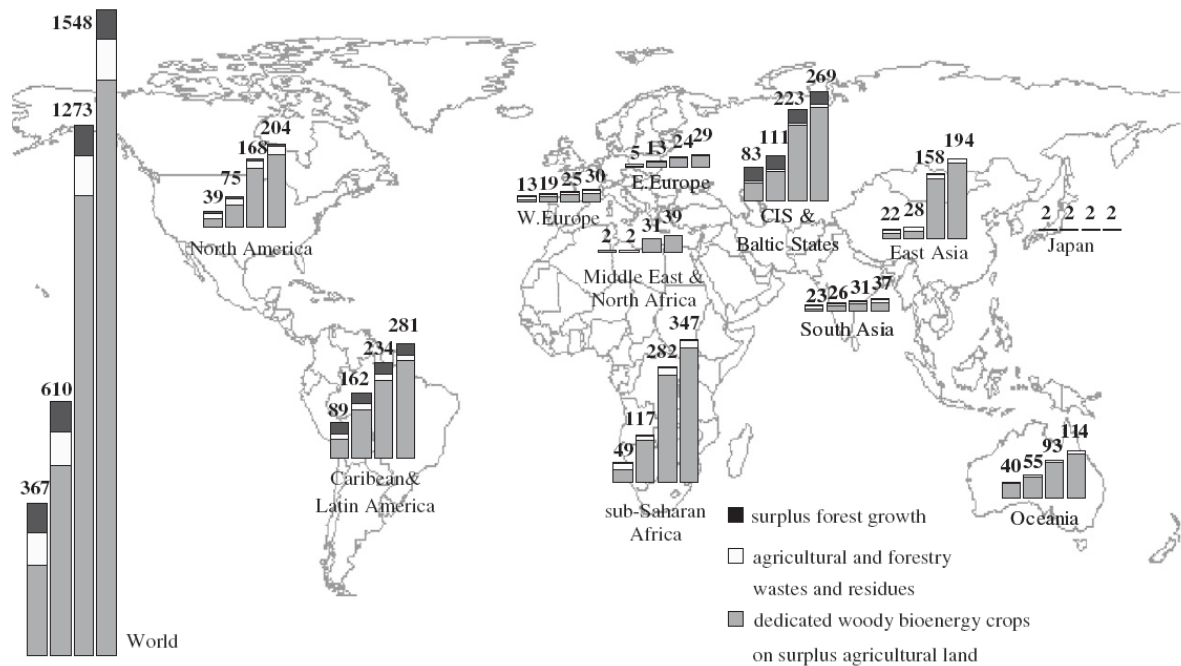 1548
1273
610
367
World
39
75
168
204
North America
89
162
234
281
Caribean&
Latin America
13 19 25 30
W.Europe
5 13 24 29
E.Europe
2 2 31 39
Middle East &
North Africa
49
117
282
347
sub-Saharan
Africa
83
111
223
269
CIS &
Baltic States
22 28
158
194
East Asia
2 2 2 2
Japan
23 26 31 37
South Asia
40 55
93
114
Oceania
surplus forest growth
agricultural and forestry
wastes and residues
dedicated woody bioenergy crops
on surplus agricultural land